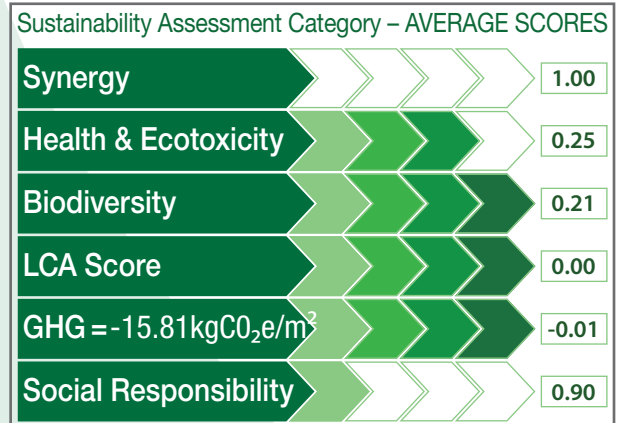 Sustainability Assessment Category – AVERAGE SCORES
Synergy 1.00
Health & Ecotoxicity 0.25
Biodiversity 0.21
LCA Score 0.00
GHG = -15.81kgC0₂e/m² -0.01
Social Responsibility 0.90